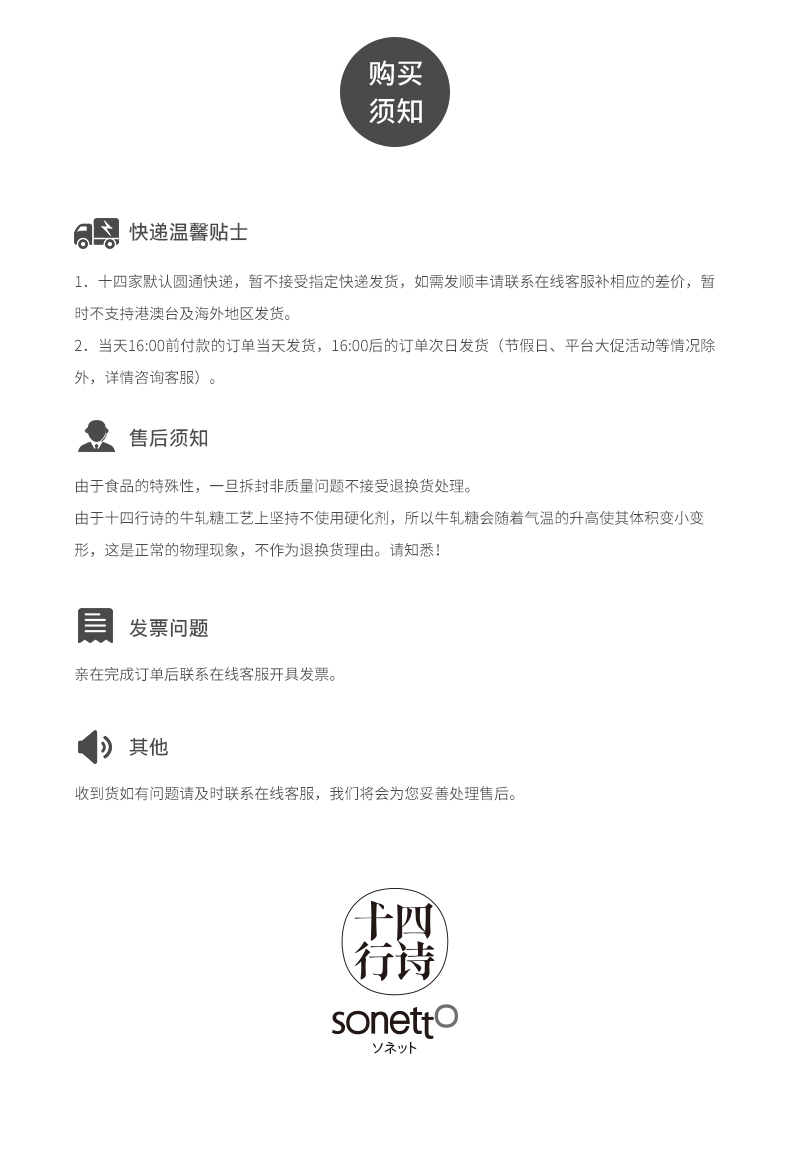 购买
须知
快递温馨贴士
1．十四家默认圆通快递，暂不接受指定快递发货，如需发顺丰请联系在线客服补相应的差价，暂
时不支持港澳台及海外地区发货。
2．当天16:00前付款的订单当天发货，16:00后的订单次日发货（节假日、平台大促活动等情况除
外，详情咨询客服）。
售后须知
由于食品的特殊性，一旦拆封非质量问题不接受退换货处理。
由于十四行诗的牛轧糖工艺上坚持不使用硬化剂，所以牛轧糖会随着气温的升高使其体积变小变
形，这是正常的物理现象，不作为退换货理由。请知悉！
发票问题
亲在完成订单后联系在线客服开具发票。
其他
收到货如有问题请及时联系在线客服，我们将会为您妥善处理售后。
十四
行诗
sonetto
ソネット